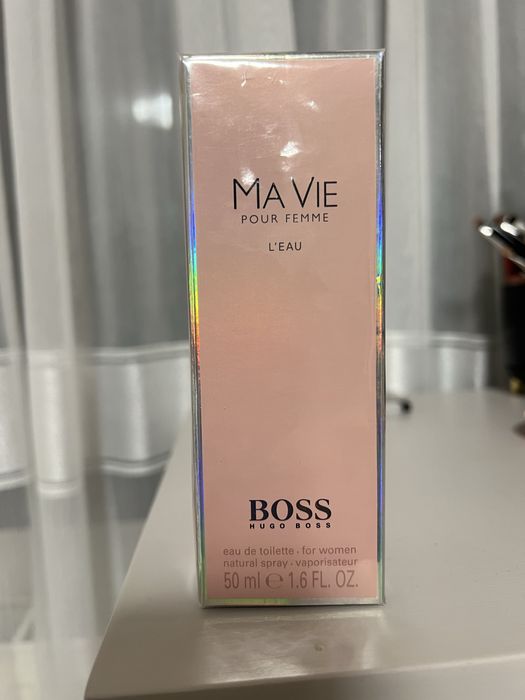 MA VIE
POUR FEMME
L'EAU
BOSS
HUGO BOSS
eau de toilette · for women
natural spray · vaporisateur
50 ml ℮ 1.6 FL. OZ.